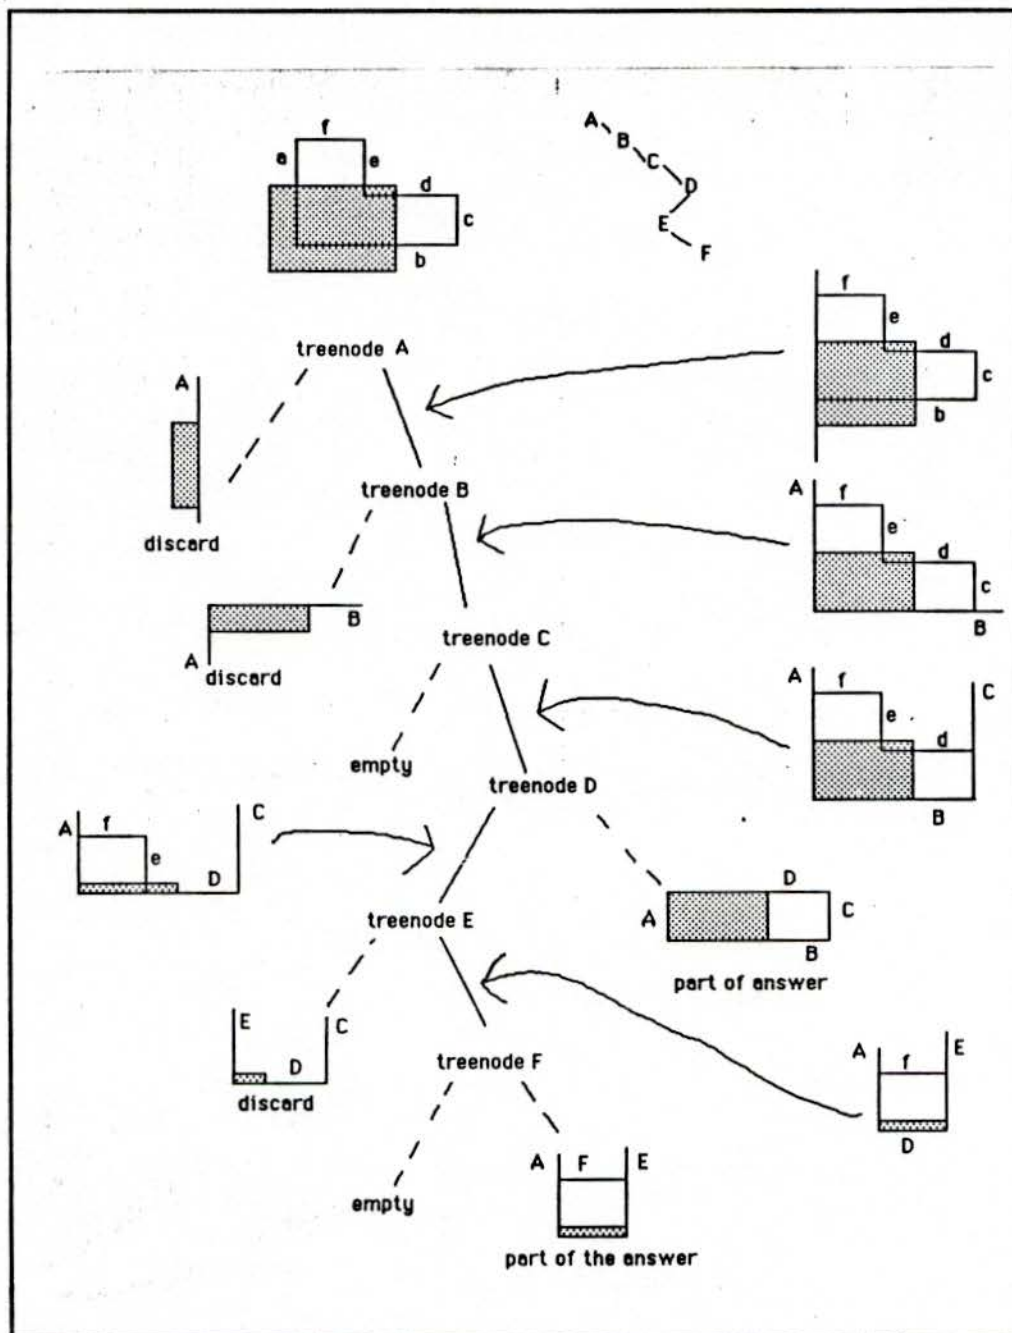 f
A
a
e
B
d
C
D
c
E
b
F
f
e
treenode A
d
A
c
b
treenode B
A
f
discard
e
d
c
B
treenode C
B
A
discard
A
f
C
e
d
empty
treenode D
B
A
f
C
e
D
D
treenode E
A
C
B
part of answer
E
C
D
treenode F
A
E
f
discard
D
A
F
E
empty
part of the answer